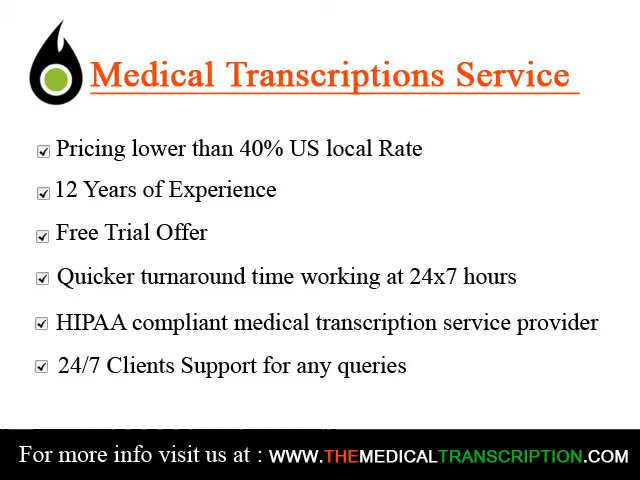 Medical Transcriptions Service
Pricing lower than 40% US local Rate
12 Years of Experience
Free Trial Offer
Quicker turnaround time working at 24x7 hours
HIPAA compliant medical transcription service provider
24/7 Clients Support for any queries
For more info visit us at : WWW.THEMEDICALTRANSCRIPTION.COM